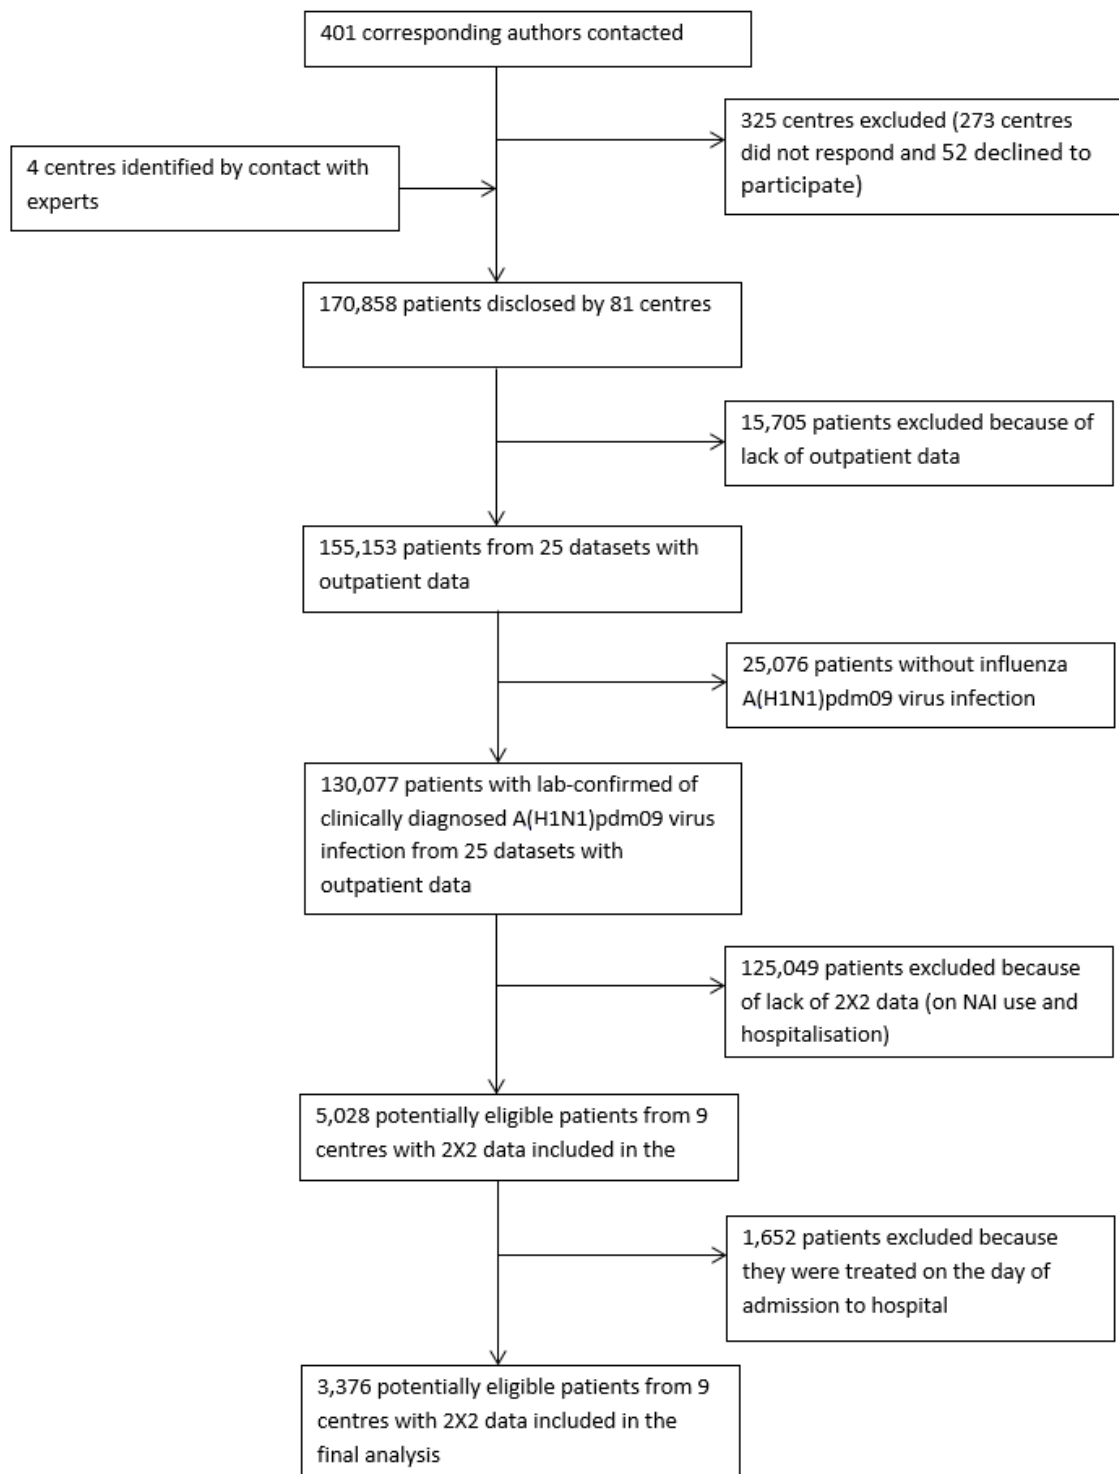 401 corresponding authors contacted
325 centres excluded (273 centres
did not respond and 52 declined to
participate)
4 centres identified by contact with
experts
170,858 patients disclosed by 81 centres
15,705 patients excluded because of
lack of outpatient data
155,153 patients from 25 datasets with
outpatient data
25,076 patients without influenza
A(H1N1)pdm09 virus infection
130,077 patients with lab-confirmed of
clinically diagnosed A(H1N1)pdm09 virus
infection from 25 datasets with
outpatient data
125,049 patients excluded because
of lack of 2X2 data (on NAI use and
hospitalisation)
5,028 potentially eligible patients from 9
centres with 2X2 data included in the
1,652 patients excluded because
they were treated on the day of
admission to hospital
3,376 potentially eligible patients from 9
centres with 2X2 data included in the
final analysis